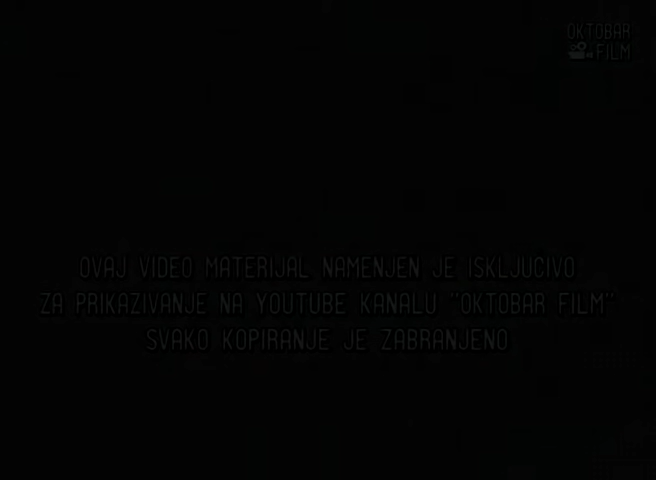 OKTOBAR
FILM
OVAJ VIDEO MATERIJAL NAMENJEN JE ISKLJUCIVO
ZA PRIKAZIVANJE NA YOUTUBE KANALU "OKTOBAR FILM"
SVAKO KOPIRANJE JE ZABRANJENO